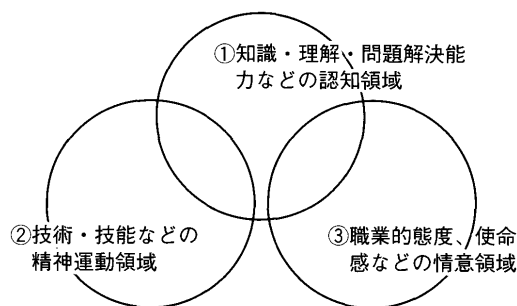 ①知識・理解・問題解決能
力などの認知領域
②技術・技能などの
精神運動領域
③職業的態度、使命
感などの情意領域